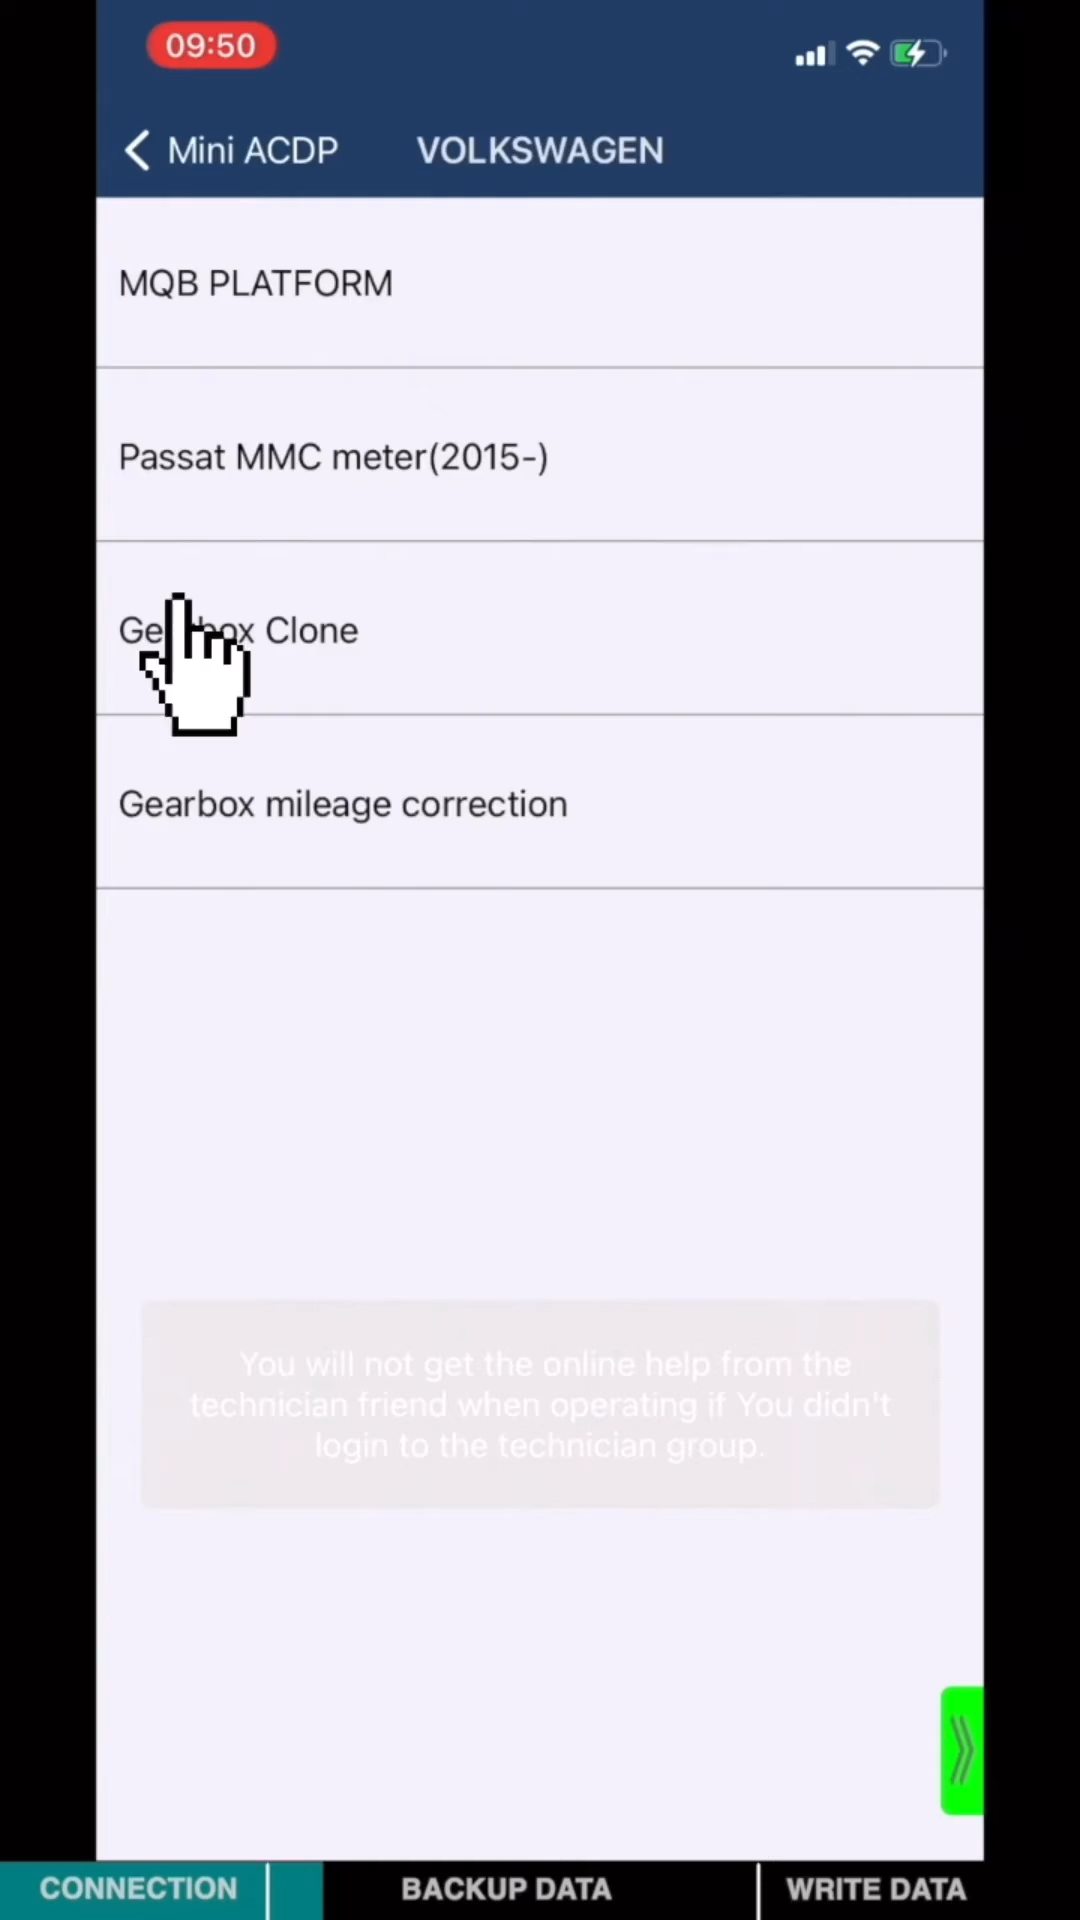 09:50
Mini ACDP
VOLKSWAGEN
MQB PLATFORM
Passat MMC meter(2015-)
Clone
Gearbox mileage correction
You will not get the online help from the
technician friend when operating if You didn't
login to the technician group.
CONNECTION
BACKUP DATA
WRITE DATA